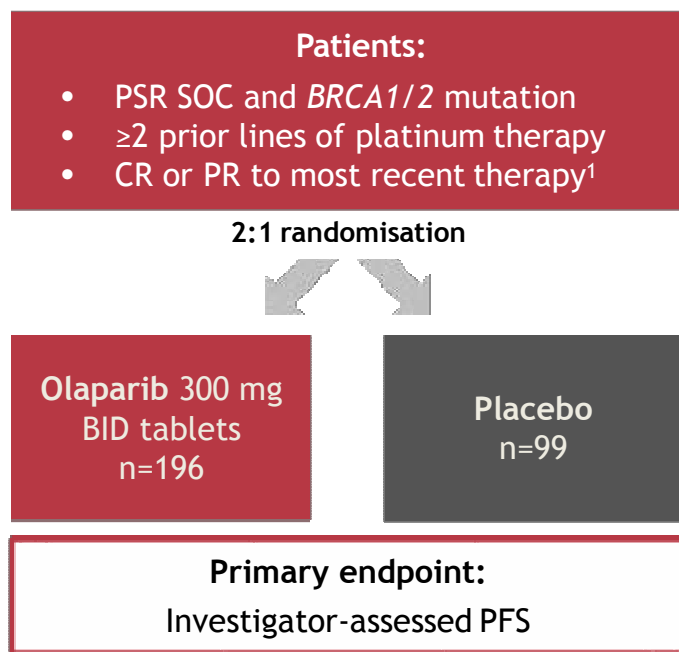 Patients:
• PSR SOC and BRCA1/2 mutation
• ≥2 prior lines of platinum therapy
• CR or PR to most recent therapy¹
2:1 randomisation
Olaparib 300 mg
BID tablets
n=196
Placebo
n=99
Primary endpoint:
Investigator-assessed PFS